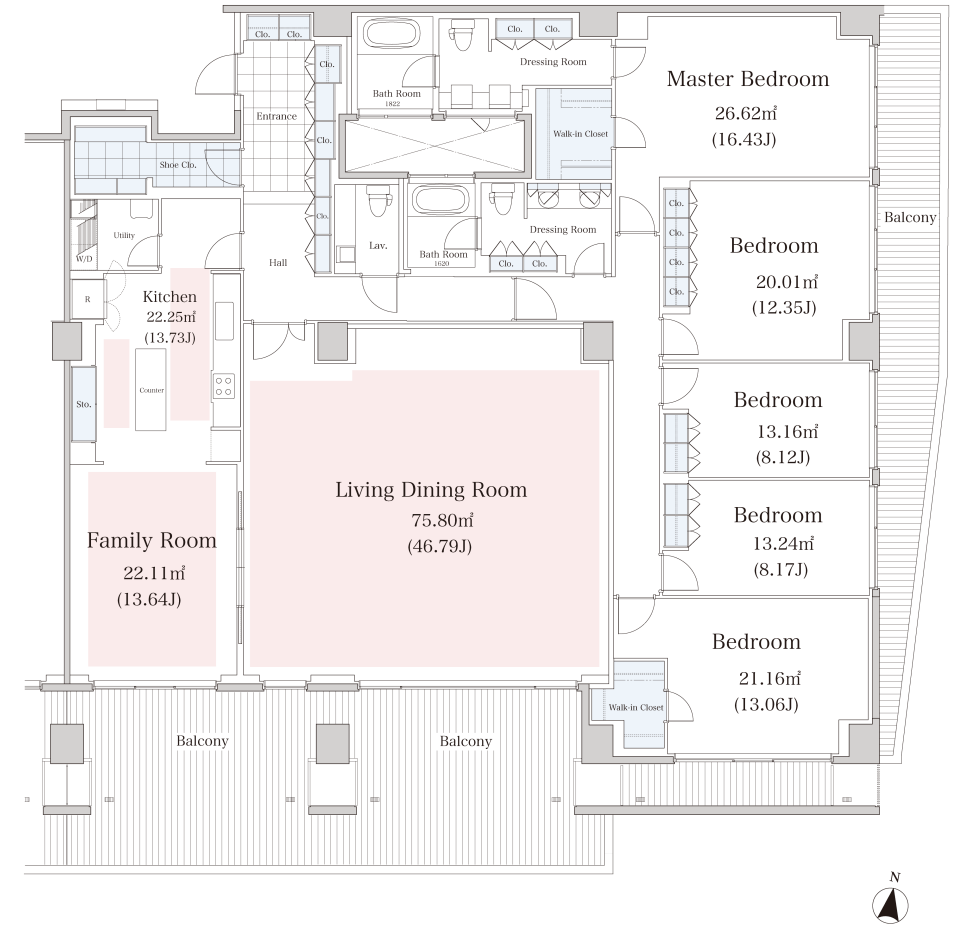 Clo.
Clo.
Clo.
Clo.
Clo.
Entrance
Shoe Clo.
Hall
Utility
W/D
R
Bath Room
1822
Clo.
Clo.
Dressing Room
Walk-in Closet
Lav.
Bath Room
1620
Dressing Room
Clo.
Clo.
Master Bedroom
26.62㎡
(16.43J)
Balcony
Clo.
Clo.
Clo.
Clo.
Bedroom
20.01㎡
(12.35J)
Kitchen
22.25㎡
(13.73J)
Counter
Sto.
Bedroom
13.16㎡
(8.12J)
Living Dining Room
75.80㎡
(46.79J)
Bedroom
13.24㎡
(8.17J)
Family Room
22.11㎡
(13.64J)
Bedroom
21.16㎡
(13.06J)
Walk-in Closet
Balcony
Balcony
N